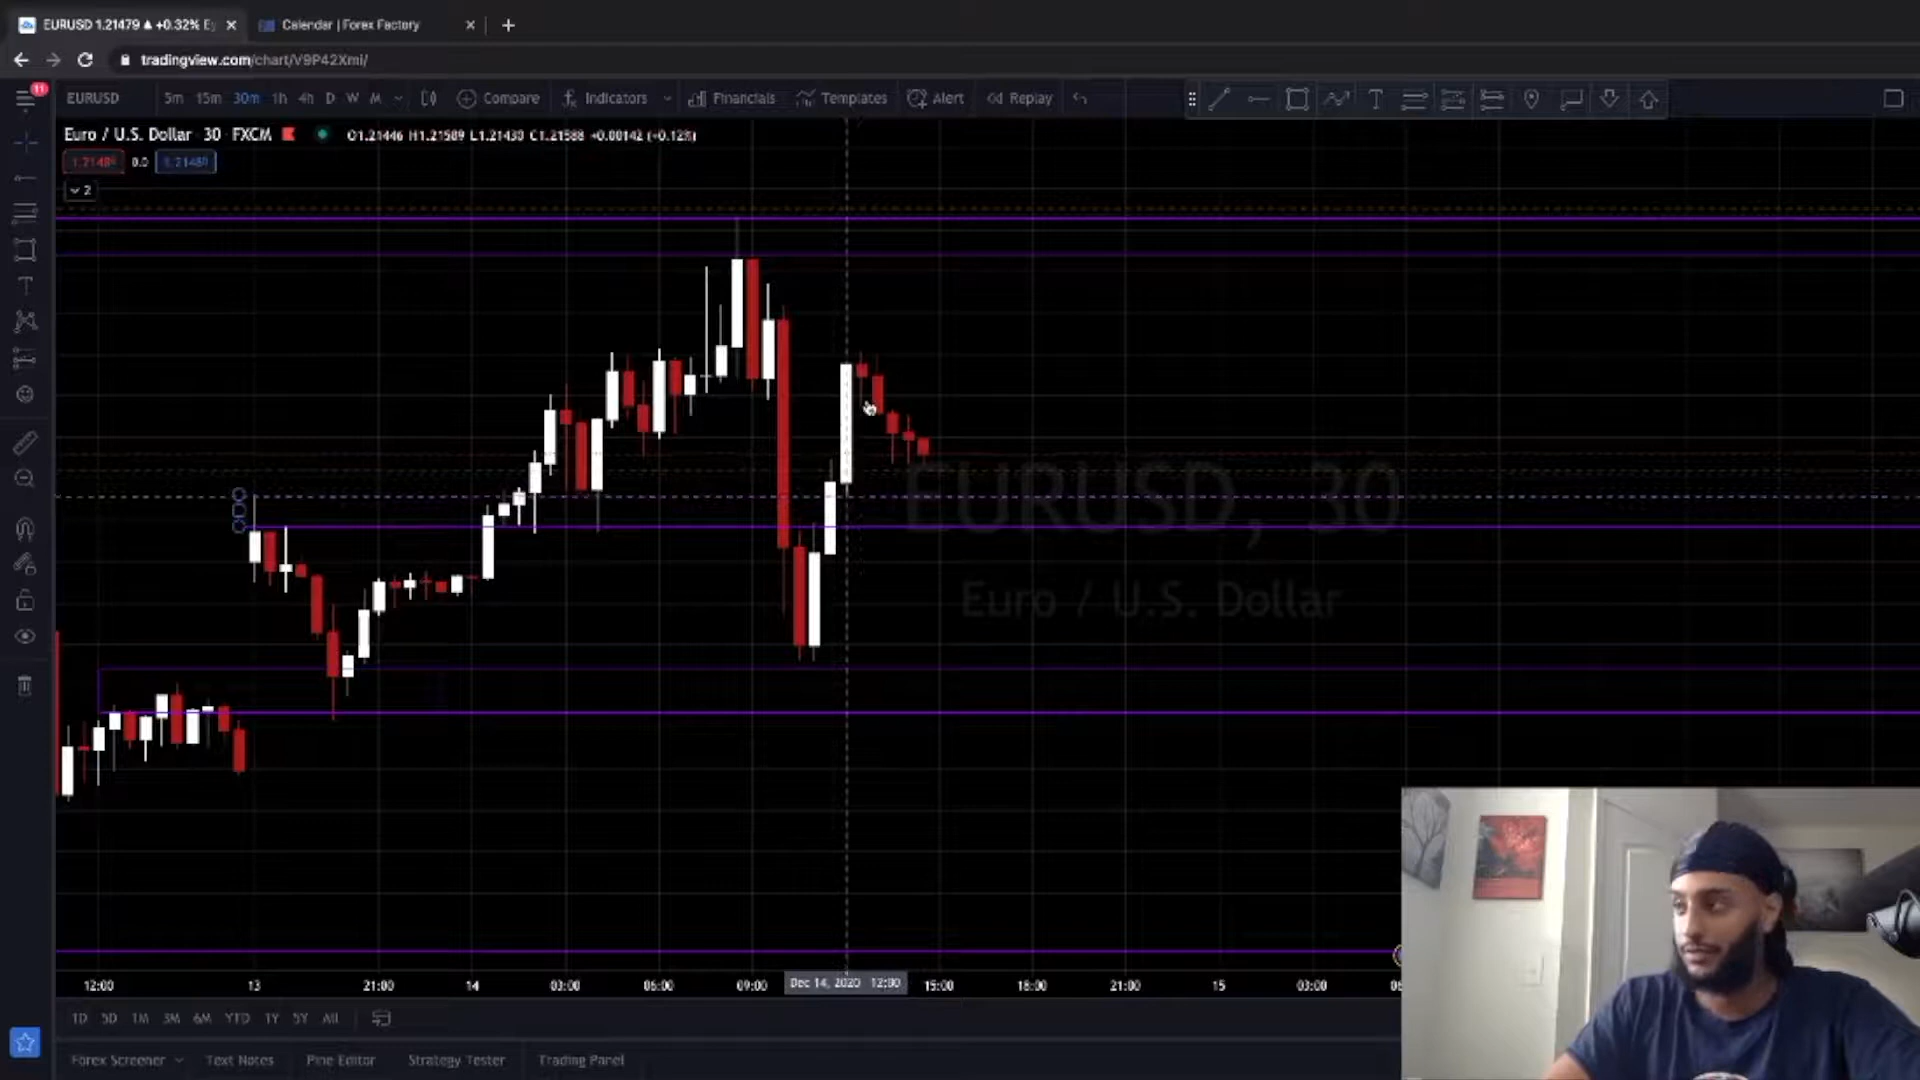 EURUSD 1.21479 ▲ +0.32%
Calendar | Forex Factory
tradingview.com/chart/V9P42Xmi/
11
EURUSD 5m 15m 30m 1h 4h D W M Compare Indicators Financials Templates Alert Replay
Euro / U.S. Dollar 30 FXCM O1.21446 H1.21589 L1.21430 C1.21588 +0.00142 (+0.12%)
0.0
2
EURUSD, 30
Euro / U.S. Dollar
12:00 13 21:00 14 03:00 06:00 09:00 Dec 14, 2020 12:00 15:00 18:00 21:00 15 03:00
1D 5D 1M 3M 6M YTD 1Y 5Y All
Forex Screener Text Notes Pine Editor Strategy Tester Trading Panel